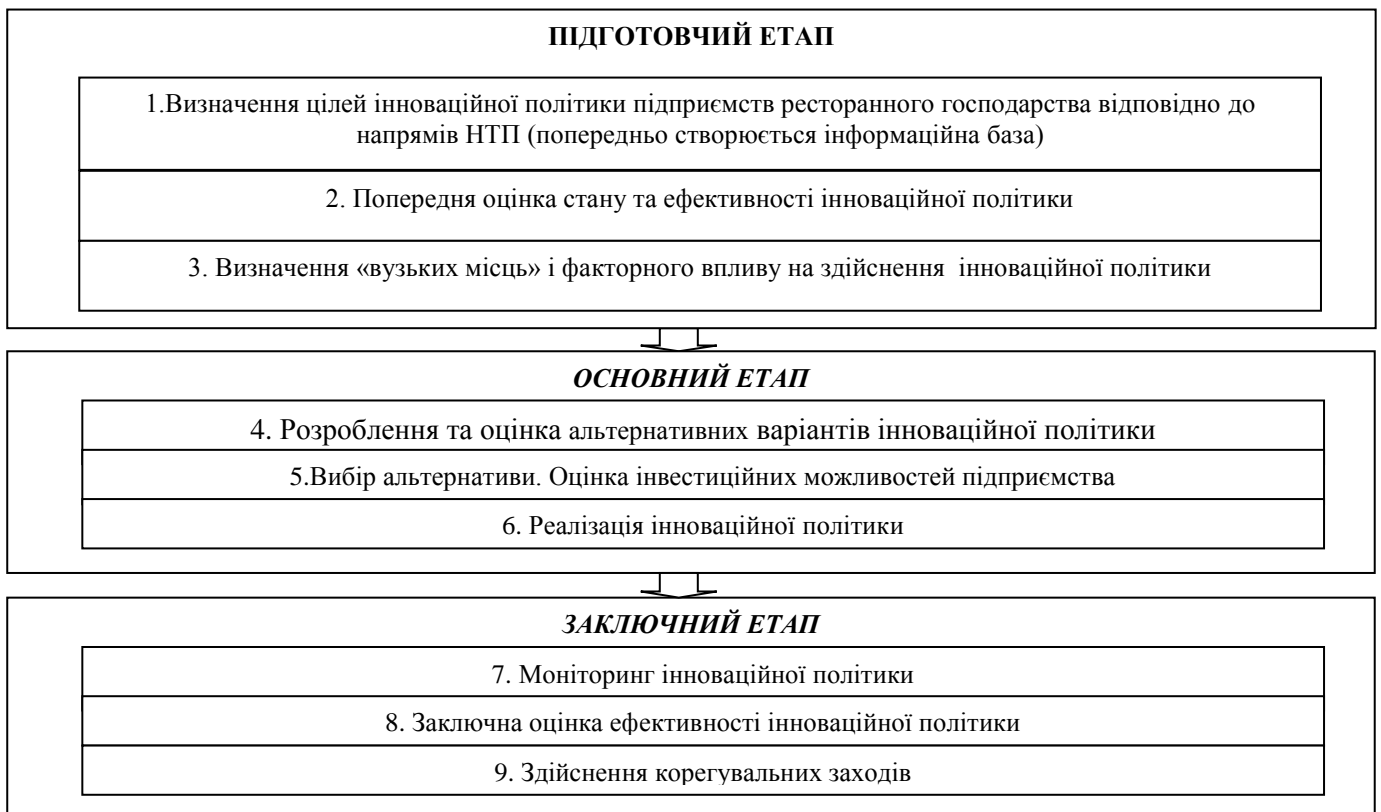 ПІДГОТОВЧИЙ ЕТАП
1.Визначення цілей інноваційної політики підприємств ресторанного господарства відповідно до
напрямів НТП (попередньо створюється інформаційна база)
2. Попередня оцінка стану та ефективності інноваційної політики
3. Визначення «вузьких місць» і факторного впливу на здійснення інноваційної політики
ОСНОВНИЙ ЕТАП
4. Розроблення та оцінка альтернативних варіантів інноваційної політики
5.Вибір альтернативи. Оцінка інвестиційних можливостей підприємства
6. Реалізація інноваційної політики
ЗАКЛЮЧНИЙ ЕТАП
7. Моніторинг інноваційної політики
8. Заключна оцінка ефективності інноваційної політики
9. Здійснення корегувальних заходів